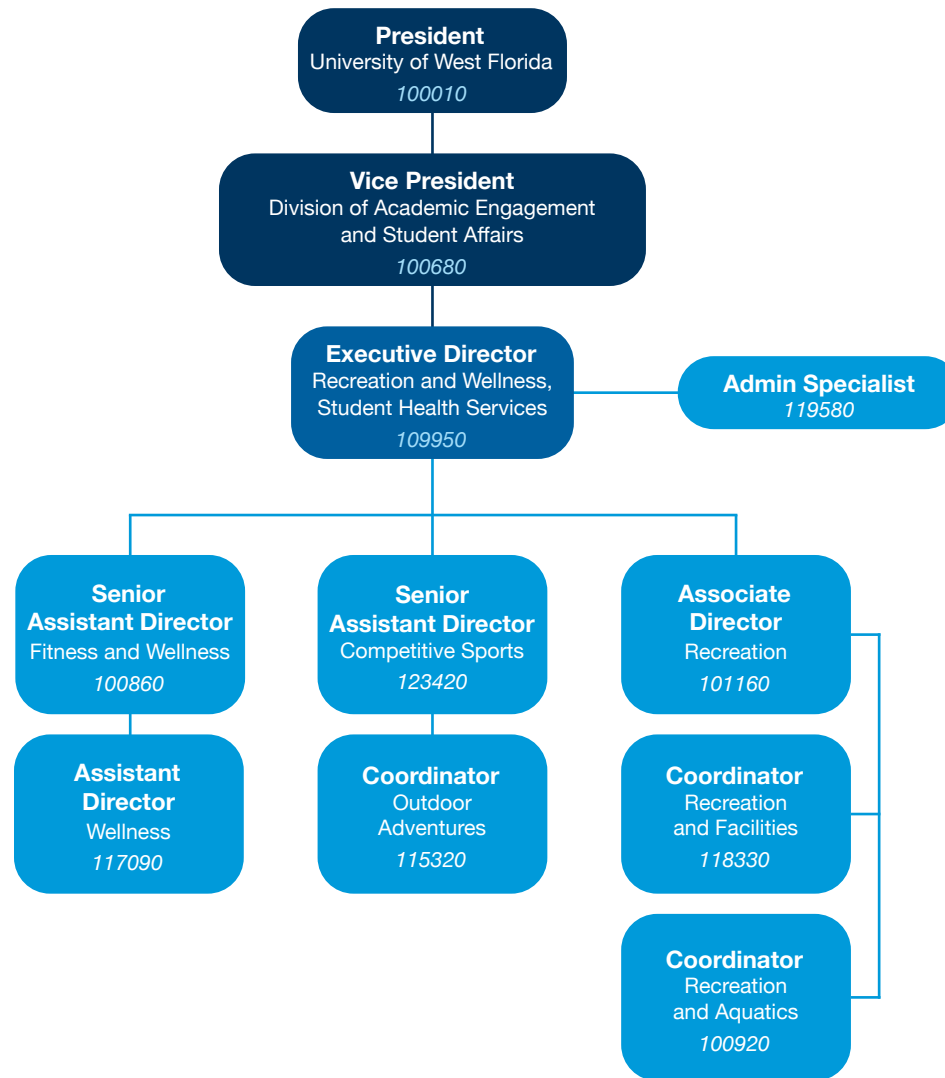 President
University of West Florida
100010
Vice President
Division of Academic Engagement
and Student Affairs
100680
Executive Director
Recreation and Wellness,
Student Health Services
109950
Admin Specialist
119580
Senior
Assistant Director
Fitness and Wellness
100860
Senior
Assistant Director
Competitive Sports
123420
Associate
Director
Recreation
101160
Assistant
Director
Wellness
117090
Coordinator
Outdoor
Adventures
115320
Coordinator
Recreation
and Facilities
118330
Coordinator
Recreation
and Aquatics
100920